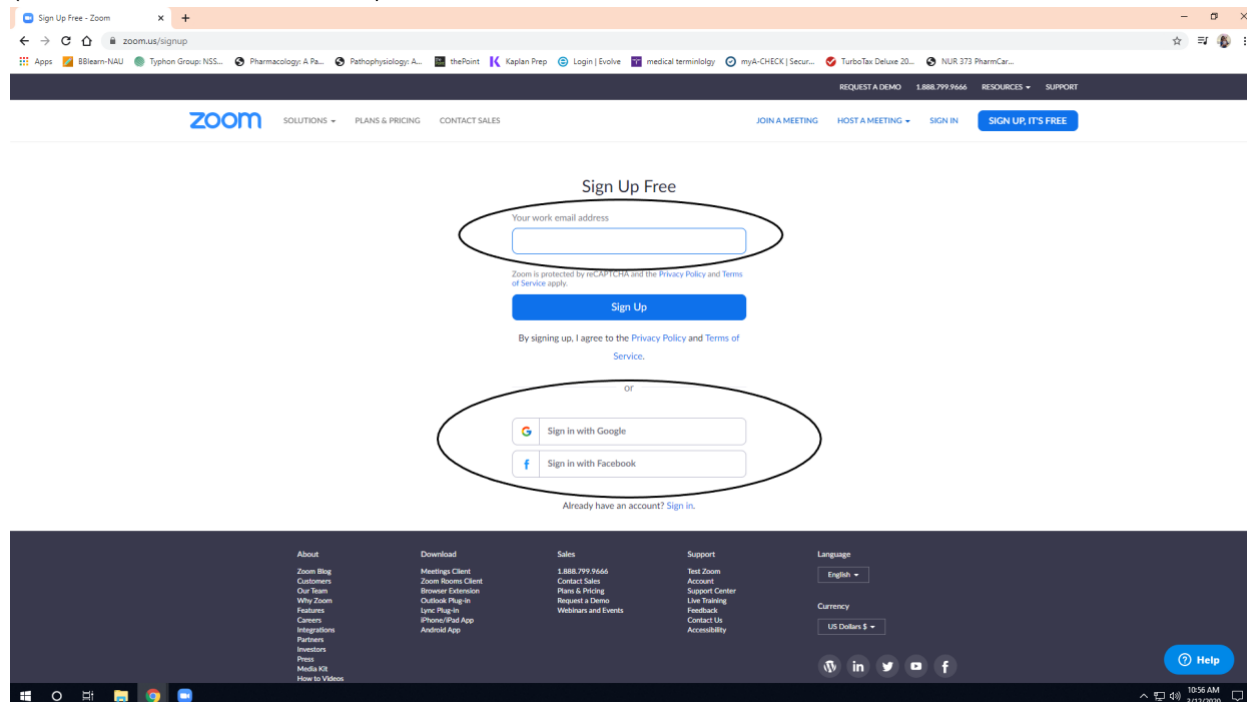 Sign Up Free - Zoom
zoom.us/signup
Apps BBlearn-NAU Typhon Group: NSS... Pharmacology: A Pa... Pathophysiology: A... thePoint Kaplan Prep Login | Evolve medical terminlolgy myA-CHECK | Secur... TurboTax Deluxe 20... NUR 373 PharmCar...
REQUEST A DEMO 1.888.799.9666 RESOURCES SUPPORT
zoom SOLUTIONS PLANS & PRICING CONTACT SALES JOIN A MEETING HOST A MEETING SIGN IN SIGN UP, IT'S FREE
Sign Up Free
Your work email address
Zoom is protected by reCAPTCHA and the Privacy Policy and Terms
of Service apply.
Sign Up
By signing up, I agree to the Privacy Policy and Terms of
Service.
or
Sign in with Google
Sign in with Facebook
Already have an account? Sign in.
About
Zoom Blog
Customers
Our Team
Why Zoom
Features
Careers
Integrations
Partners
Investors
Press
Media Kit
How to Videos
Download
Meetings Client
Zoom Rooms Client
Browser Extension
Outlook Plug-in
Lync Plug-in
iPhone/iPad App
Android App
Sales
1.888.799.9666
Contact Sales
Plans & Pricing
Request a Demo
Webinars and Events
Support
Test Zoom
Account
Support Center
Live Training
Feedback
Contact Us
Accessibility
Language
English
Currency
US Dollars $
Help
10:56 AM